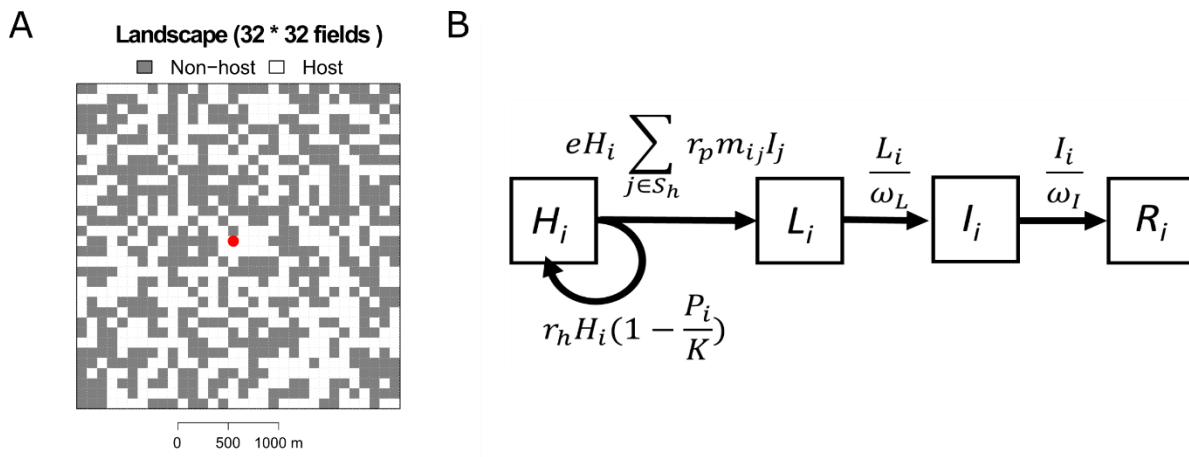 A
Landscape (32 * 32 fields )
Non−host Host
0 500 1000 m
B
eH_i ∑_{j∈S_h} r_p m_{ij} I_j
L_i/ω_L
I_i/ω_I
H_i L_i I_i R_i
r_h H_i(1 − P_i/K)